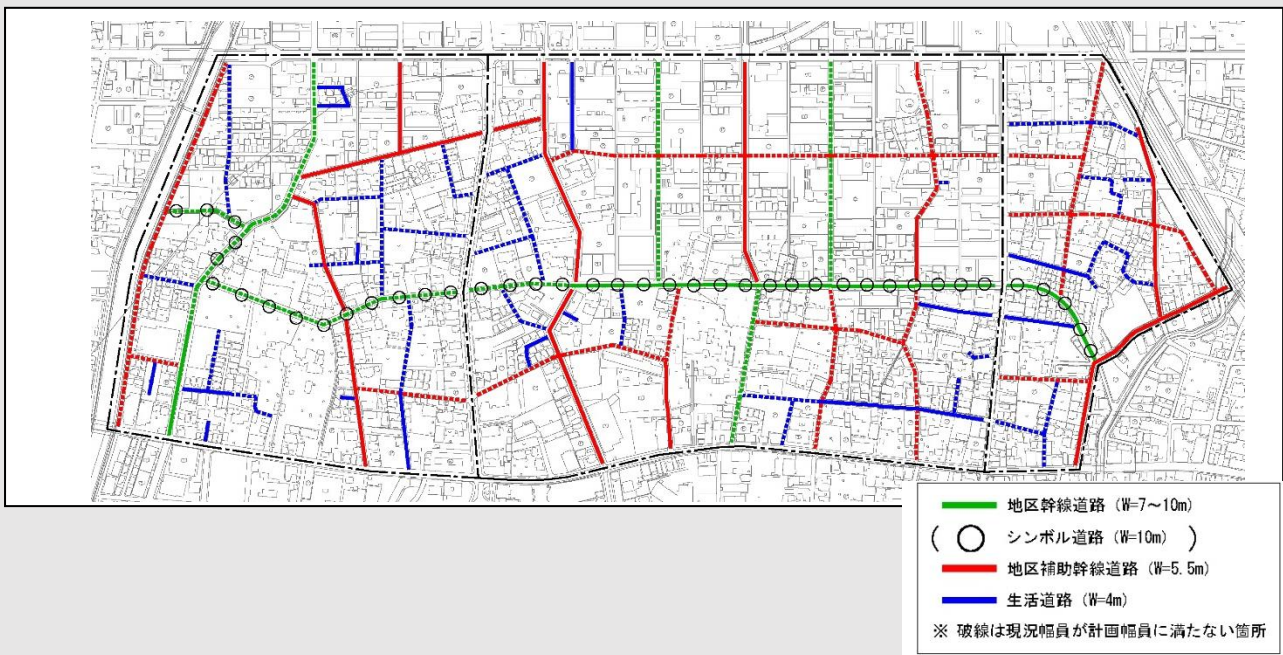 地区幹線道路 (W=7～10m)
( ○ シンボル道路 (W=10m) )
地区補助幹線道路 (W=5.5m)
生活道路 (W=4m)
※ 破線は現況幅員が計画幅員に満たない箇所